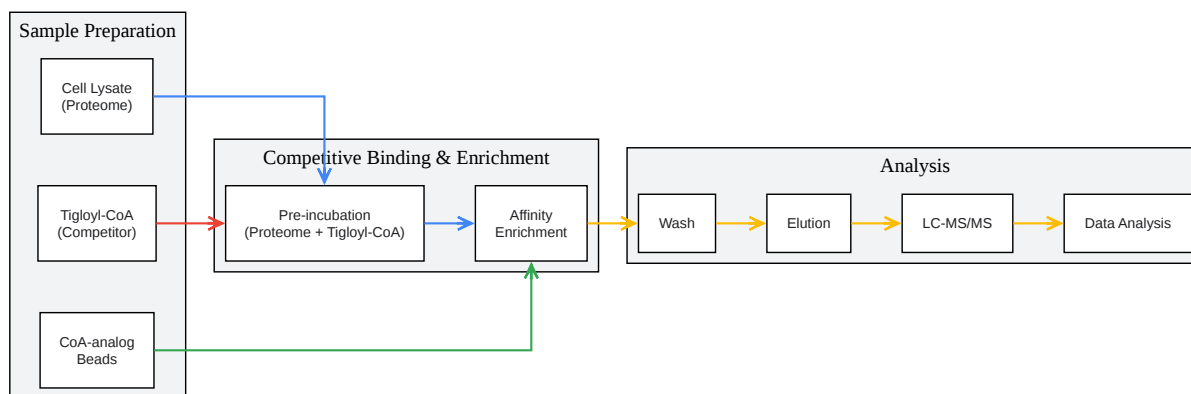 Sample Preparation
Cell Lysate
(Proteome)
Tigloyl-CoA
(Competitor)
CoA-analog
Beads
Competitive Binding & Enrichment
Pre-incubation
(Proteome + Tigloyl-CoA)
Affinity
Enrichment
Analysis
Wash
Elution
LC-MS/MS
Data Analysis